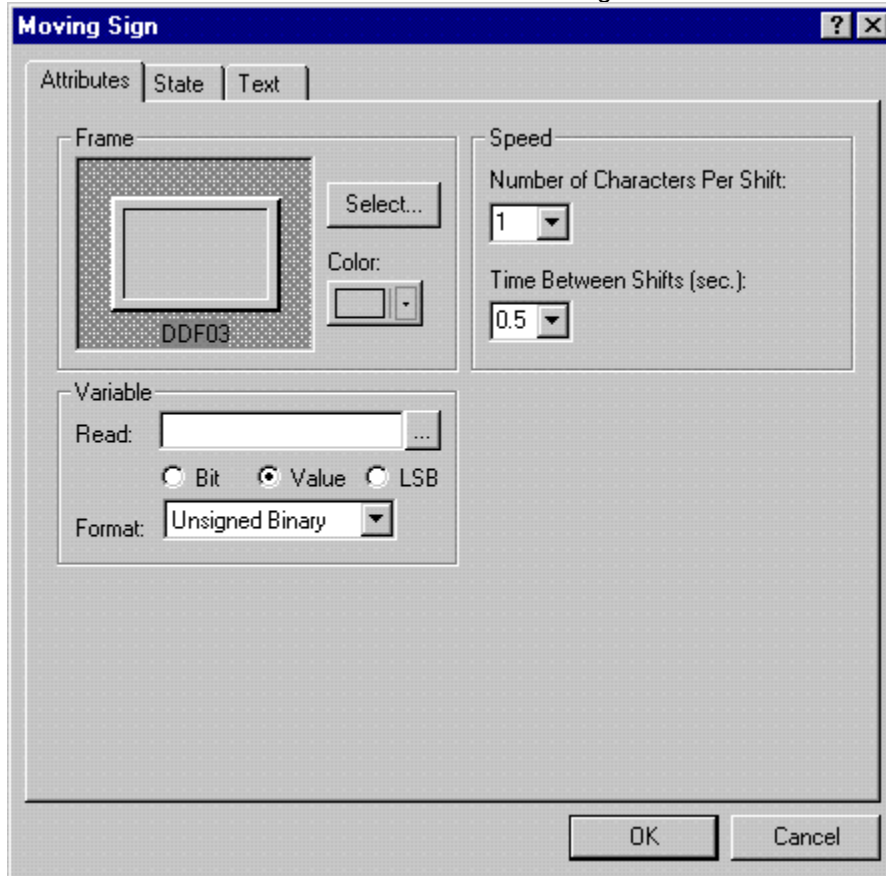 Moving Sign
Attributes State Text
Frame
Select...
Color:
DDF03
Speed
Number of Characters Per Shift:
1
Time Between Shifts (sec.):
0.5
Variable
Read: ...
Bit Value LSB
Format: Unsigned Binary
OK Cancel